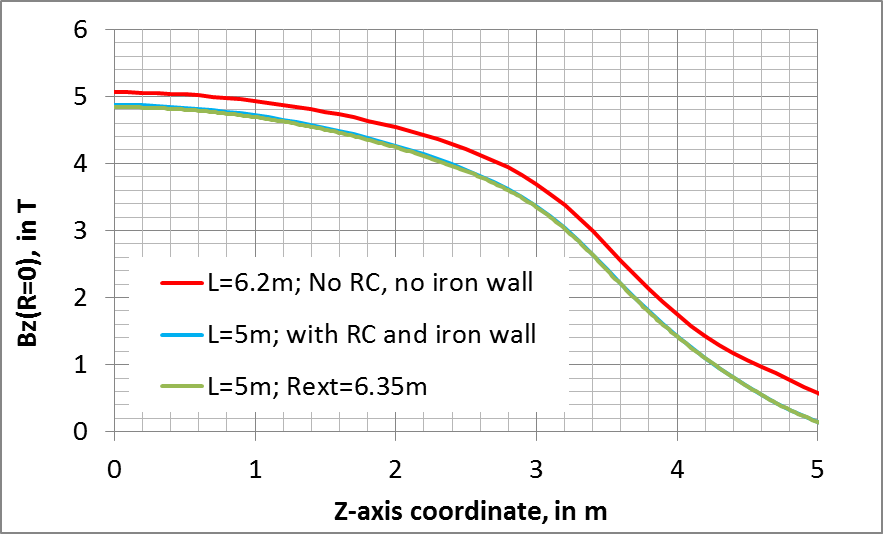 6
5
4
3
2
1
0
Bz(R=0), in T
L=6.2m; No RC, no iron wall
L=5m; with RC and iron wall
L=5m; Rext=6.35m
0 1 2 3 4 5
Z-axis coordinate, in m